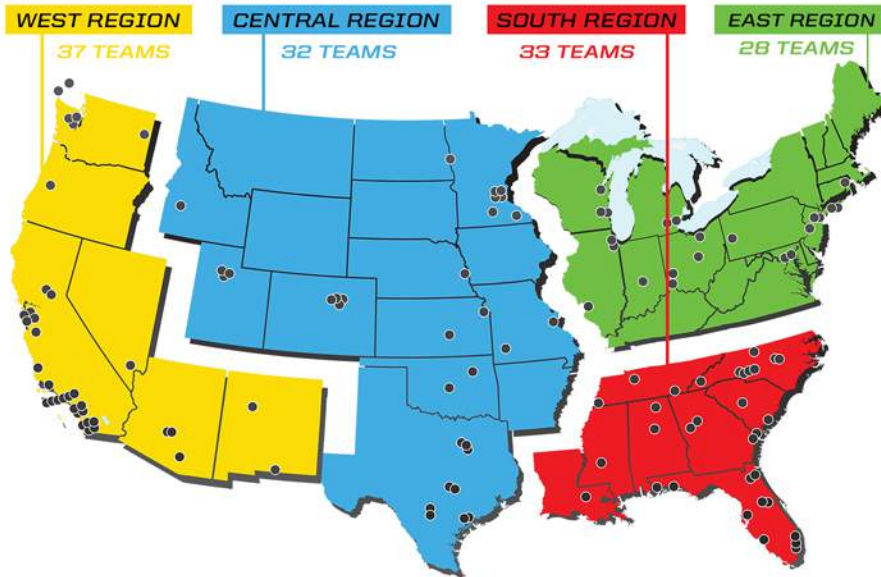 WEST REGION
37 TEAMS
CENTRAL REGION
32 TEAMS
SOUTH REGION
33 TEAMS
EAST REGION
28 TEAMS